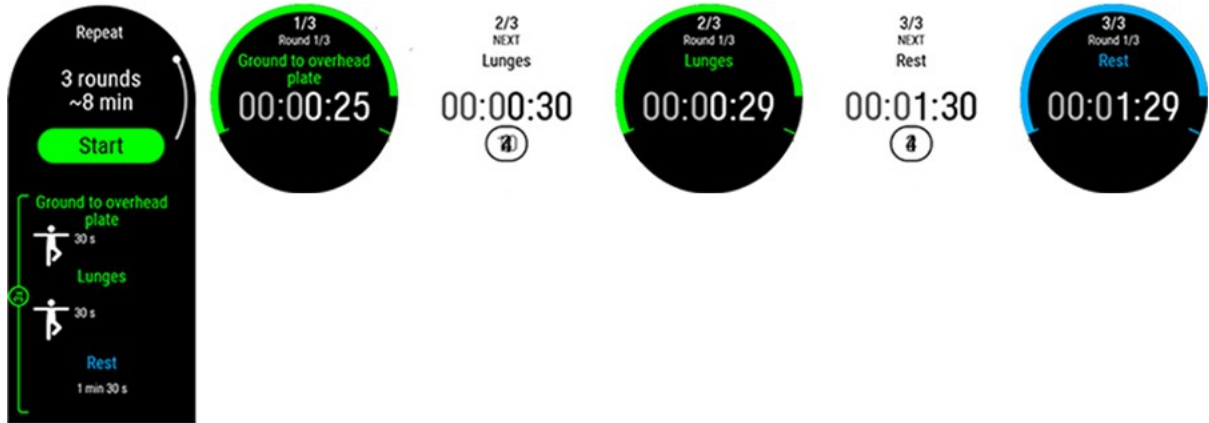 Repeat
3 rounds
~8 min
Start
Ground to overhead
plate
30 s
Lunges
30 s
3x
Rest
1 min 30 s
1/3
Round 1/3
Ground to overhead
plate
00:00:25
2/3
NEXT
Lunges
00:00:30
2/3
Round 1/3
Lunges
00:00:29
3/3
NEXT
Rest
00:01:30
3/3
Round 1/3
Rest
00:01:29